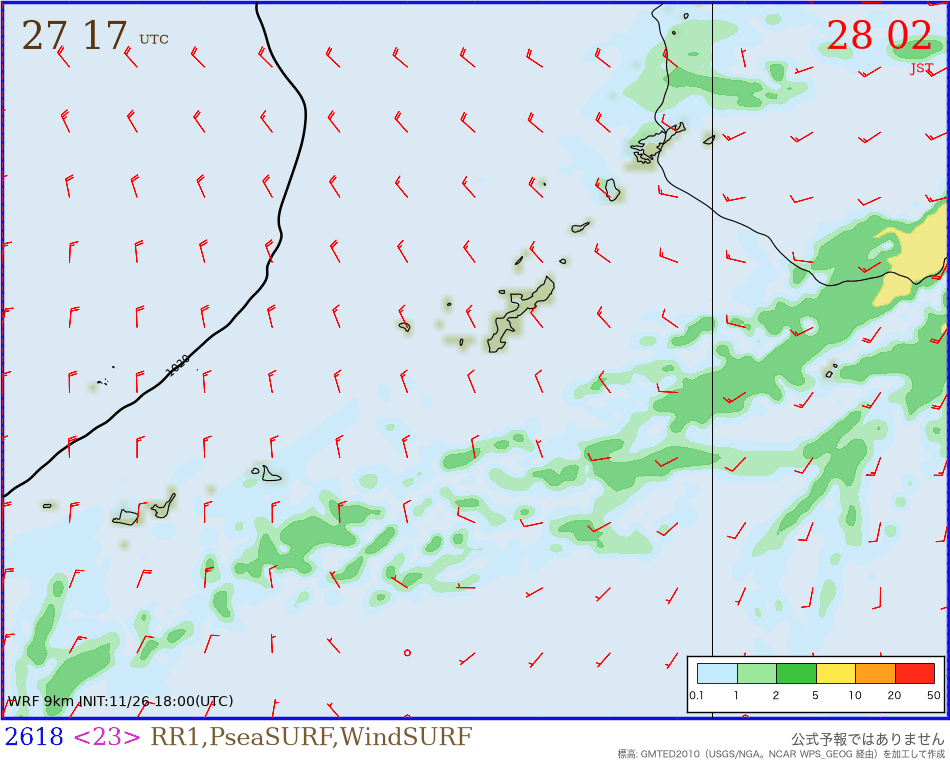 27 17 UTC
28 02
JST
1020
WRF 9km INIT:11/26 18:00(UTC)
0.1 1 2 5 10 20 50
2618 <23> RR1,PseaSURF,WindSURF
公式予報ではありません
標高: GMTED2010（USGS/NGA。NCAR WPS_GEOG 経由）を加工して作成